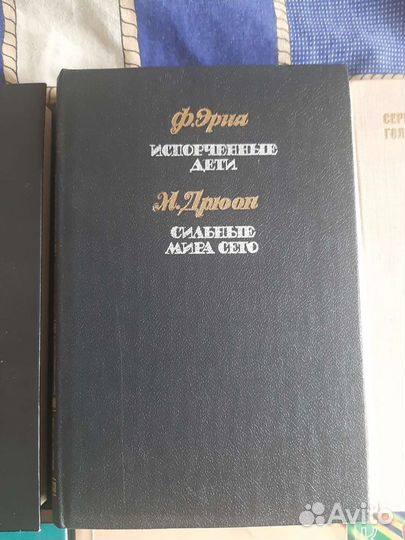 Ф. Эриа
ИСПОРЧЕННЫЕ
ДЕТИ
М. Дрюон
СИЛЬНЫЕ
МИРА СЕГО
Avito